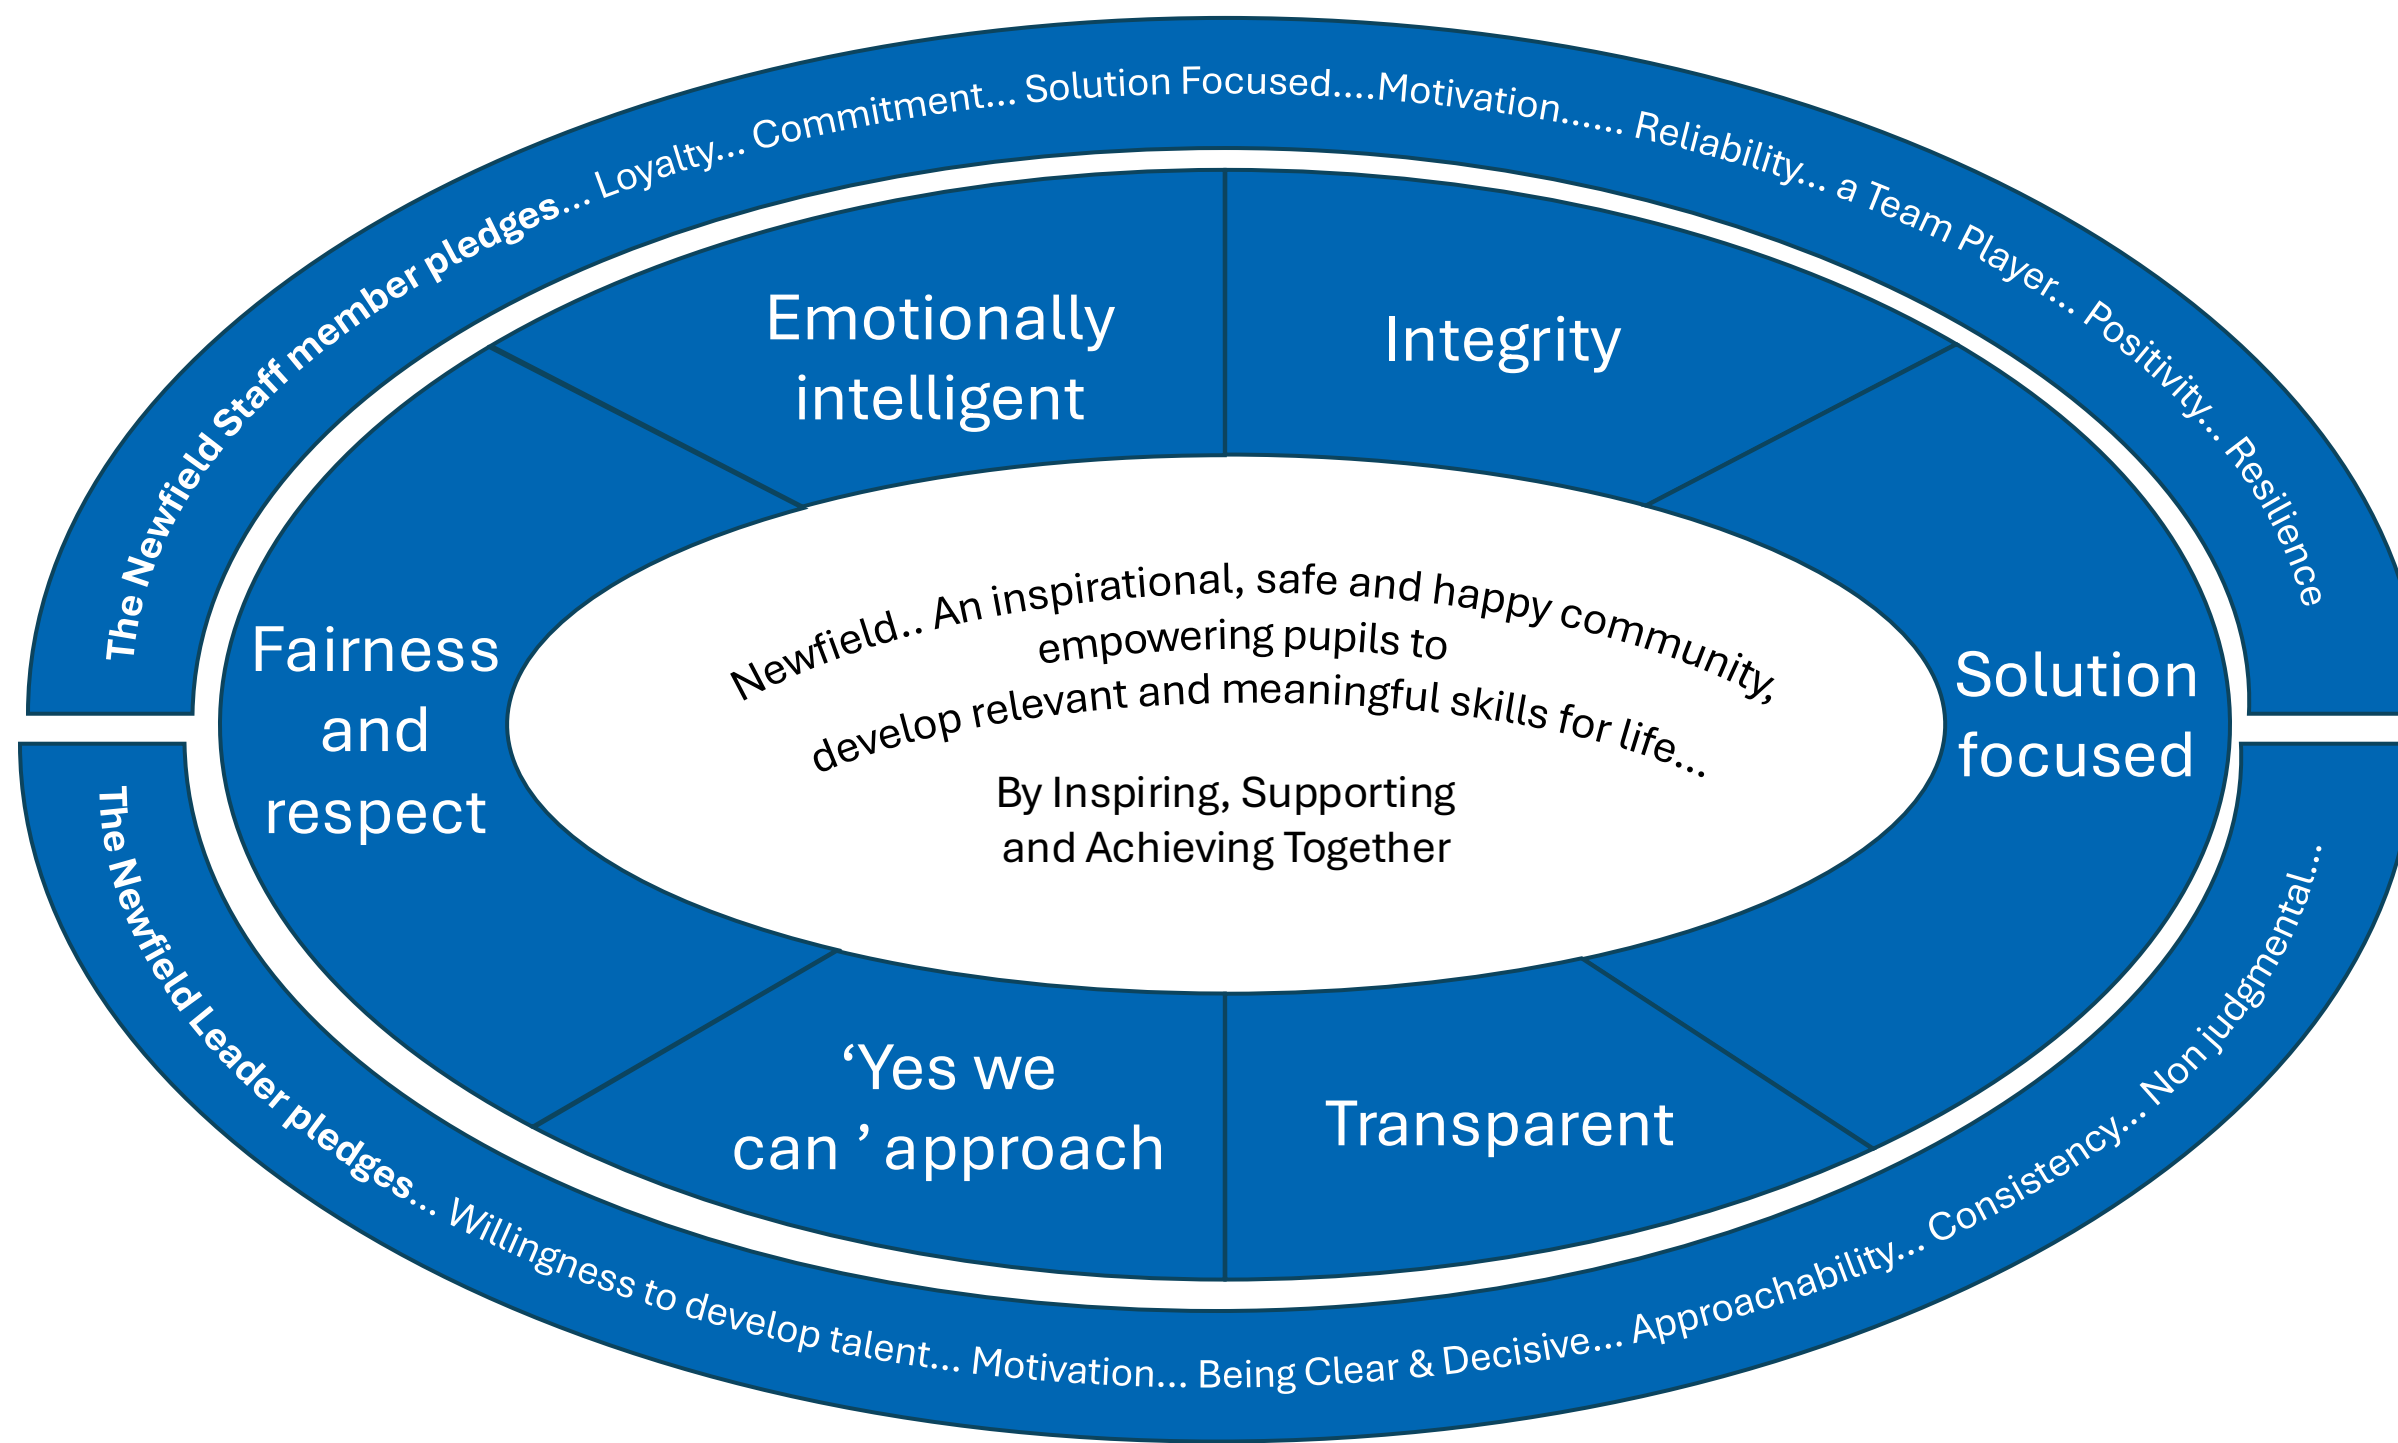 The Newfield Staff member pledges... Loyalty... Commitment... Solution Focused....Motivation...... Reliability... a Team Player... Positivity... Resilience
Emotionally
intelligent
Integrity
Fairness
and
respect
Newfield.. An inspirational, safe and happy community,
empowering pupils to
develop relevant and meaningful skills for life...
By Inspiring, Supporting
and Achieving Together
Solution
focused
‘Yes we
can ’ approach
Transparent
The Newfield Leader pledges... Willingness to develop talent... Motivation... Being Clear & Decisive... Approachability... Consistency... Non judgmental...